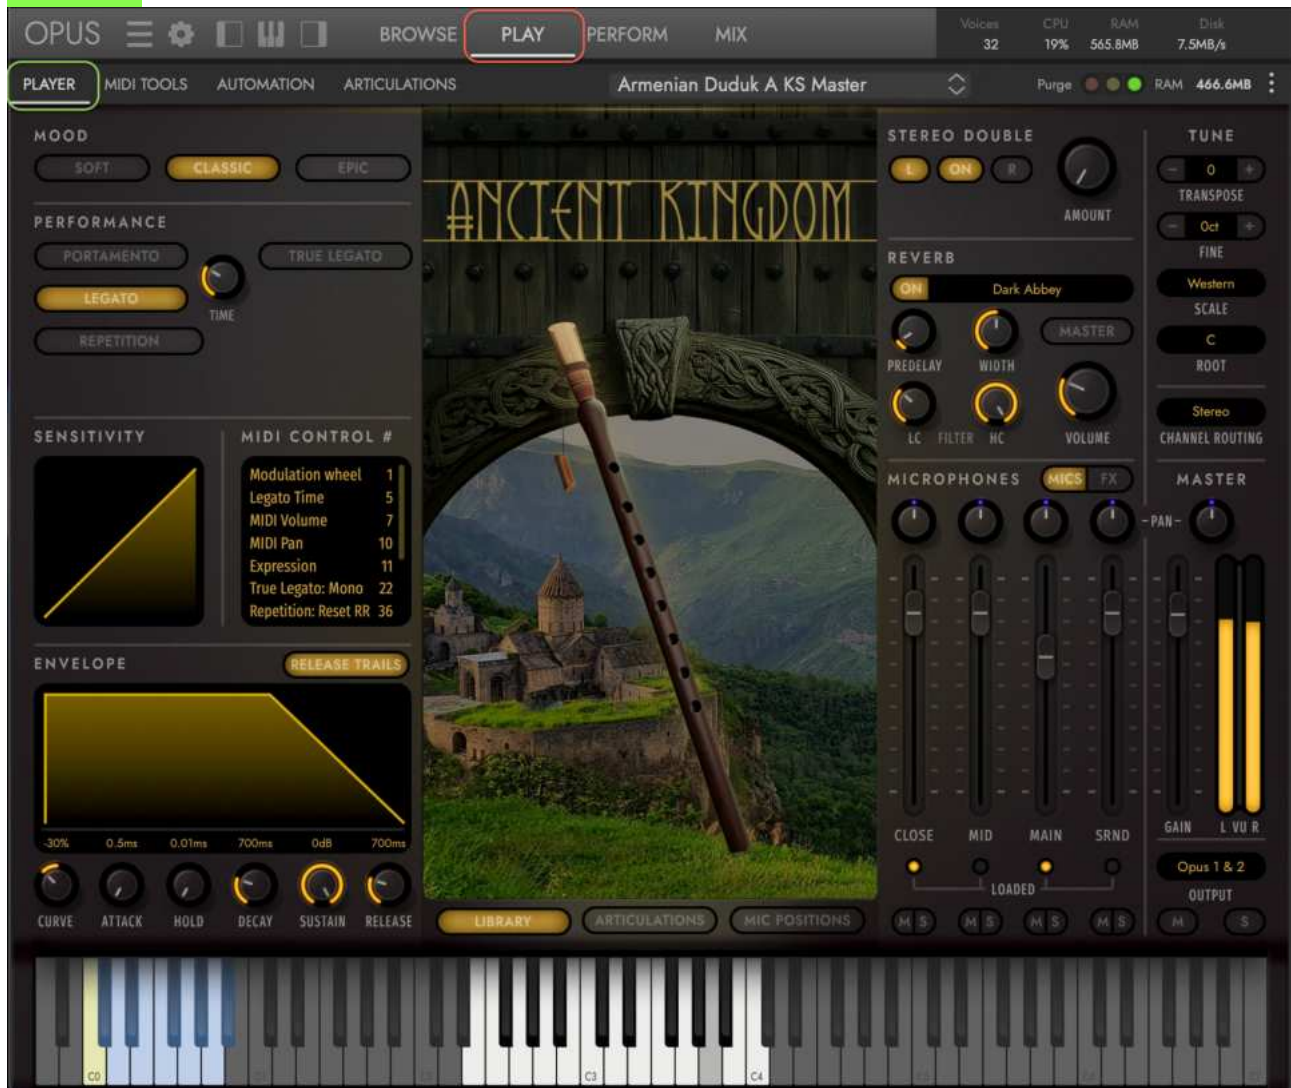 OPUS BROWSE PLAY PERFORM MIX Voices CPU RAM Disk
32 19% 565.8MB 7.5MB/s
PLAYER MIDI TOOLS AUTOMATION ARTICULATIONS Armenian Duduk A KS Master Purge RAM 466.6MB
MOOD
SOFT CLASSIC EPIC
PERFORMANCE
PORTAMENTO TRUE LEGATO
LEGATO
TIME
REPETITION
SENSITIVITY
MIDI CONTROL #
Modulation wheel 1
Legato Time 5
MIDI Volume 7
MIDI Pan 10
Expression 11
True Legato: Mono 22
Repetition: Reset RR 36
ENVELOPE RELEASE TRAILS
-30% 0.5ms 0.01ms 700ms 0dB 700ms
CURVE ATTACK HOLD DECAY SUSTAIN RELEASE
ANCIENT KINGDOM
LIBRARY ARTICULATIONS MIC POSITIONS
STEREO DOUBLE
L ON R
AMOUNT
REVERB
ON Dark Abbey
MASTER
PREDELAY WIDTH
LC FILTER HC VOLUME
MICROPHONES MICS FX
- PAN -
CLOSE MID MAIN SRND
LOADED
M S M S M S M S
TUNE
- 0 +
TRANSPOSE
- 0ct +
FINE
Western
SCALE
C
ROOT
Stereo
CHANNEL ROUTING
MASTER
GAIN L VU R
Opus 1 & 2
OUTPUT
M S
C0 C3 C4